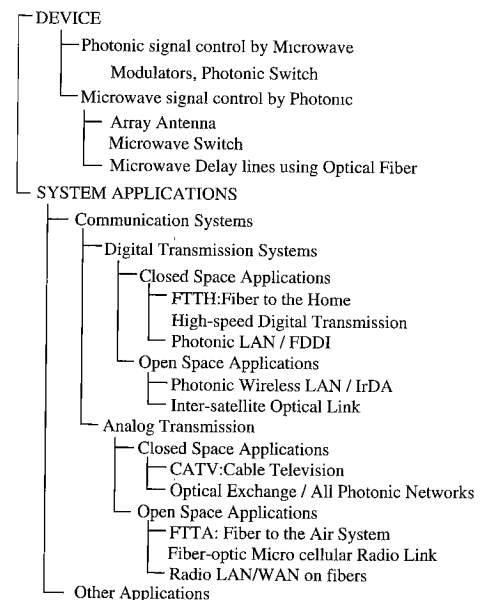 DEVICE
Photonic signal control by Microwave
Modulators, Photonic Switch
Microwave signal control by Photonic
Array Antenna
Microwave Switch
Microwave Delay lines using Optical Fiber
SYSTEM APPLICATIONS
Communication Systems
Digital Transmission Systems
Closed Space Applications
FTTH:Fiber to the Home
High-speed Digital Transmission
Photonic LAN / FDDI
Open Space Applications
Photonic Wireless LAN / IrDA
Inter-satellite Optical Link
Analog Transmission
Closed Space Applications
CATV:Cable Television
Optical Exchange / All Photonic Networks
Open Space Applications
FTTA: Fiber to the Air System
Fiber-optic Micro cellular Radio Link
Radio LAN/WAN on fibers
Other Applications